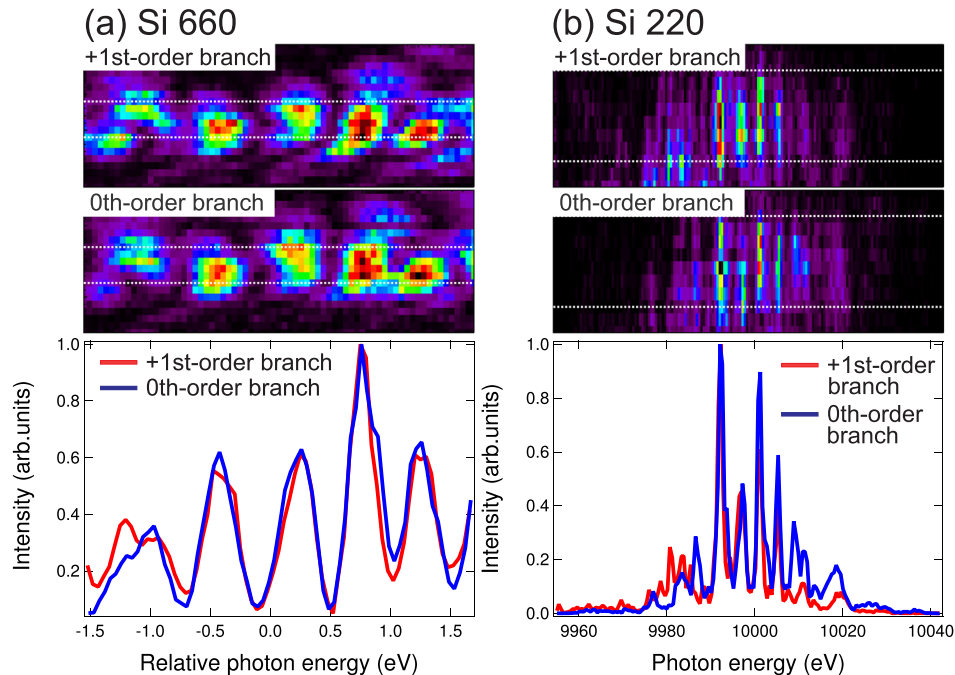 (a) Si 660
+1st-order branch
0th-order branch
1.0
0.8
0.6
0.4
0.2
Intensity (arb.units)
+1st-order branch
0th-order branch
-1.5
-1.0
-0.5
0.0
0.5
1.0
1.5
Relative photon energy (eV)
(b) Si 220
+1st-order branch
0th-order branch
1.0
0.8
0.6
0.4
0.2
0.0
Intensity (arb.units)
+1st-order
branch
0th-order
branch
9960
9980
10000
10020
10040
Photon energy (eV)